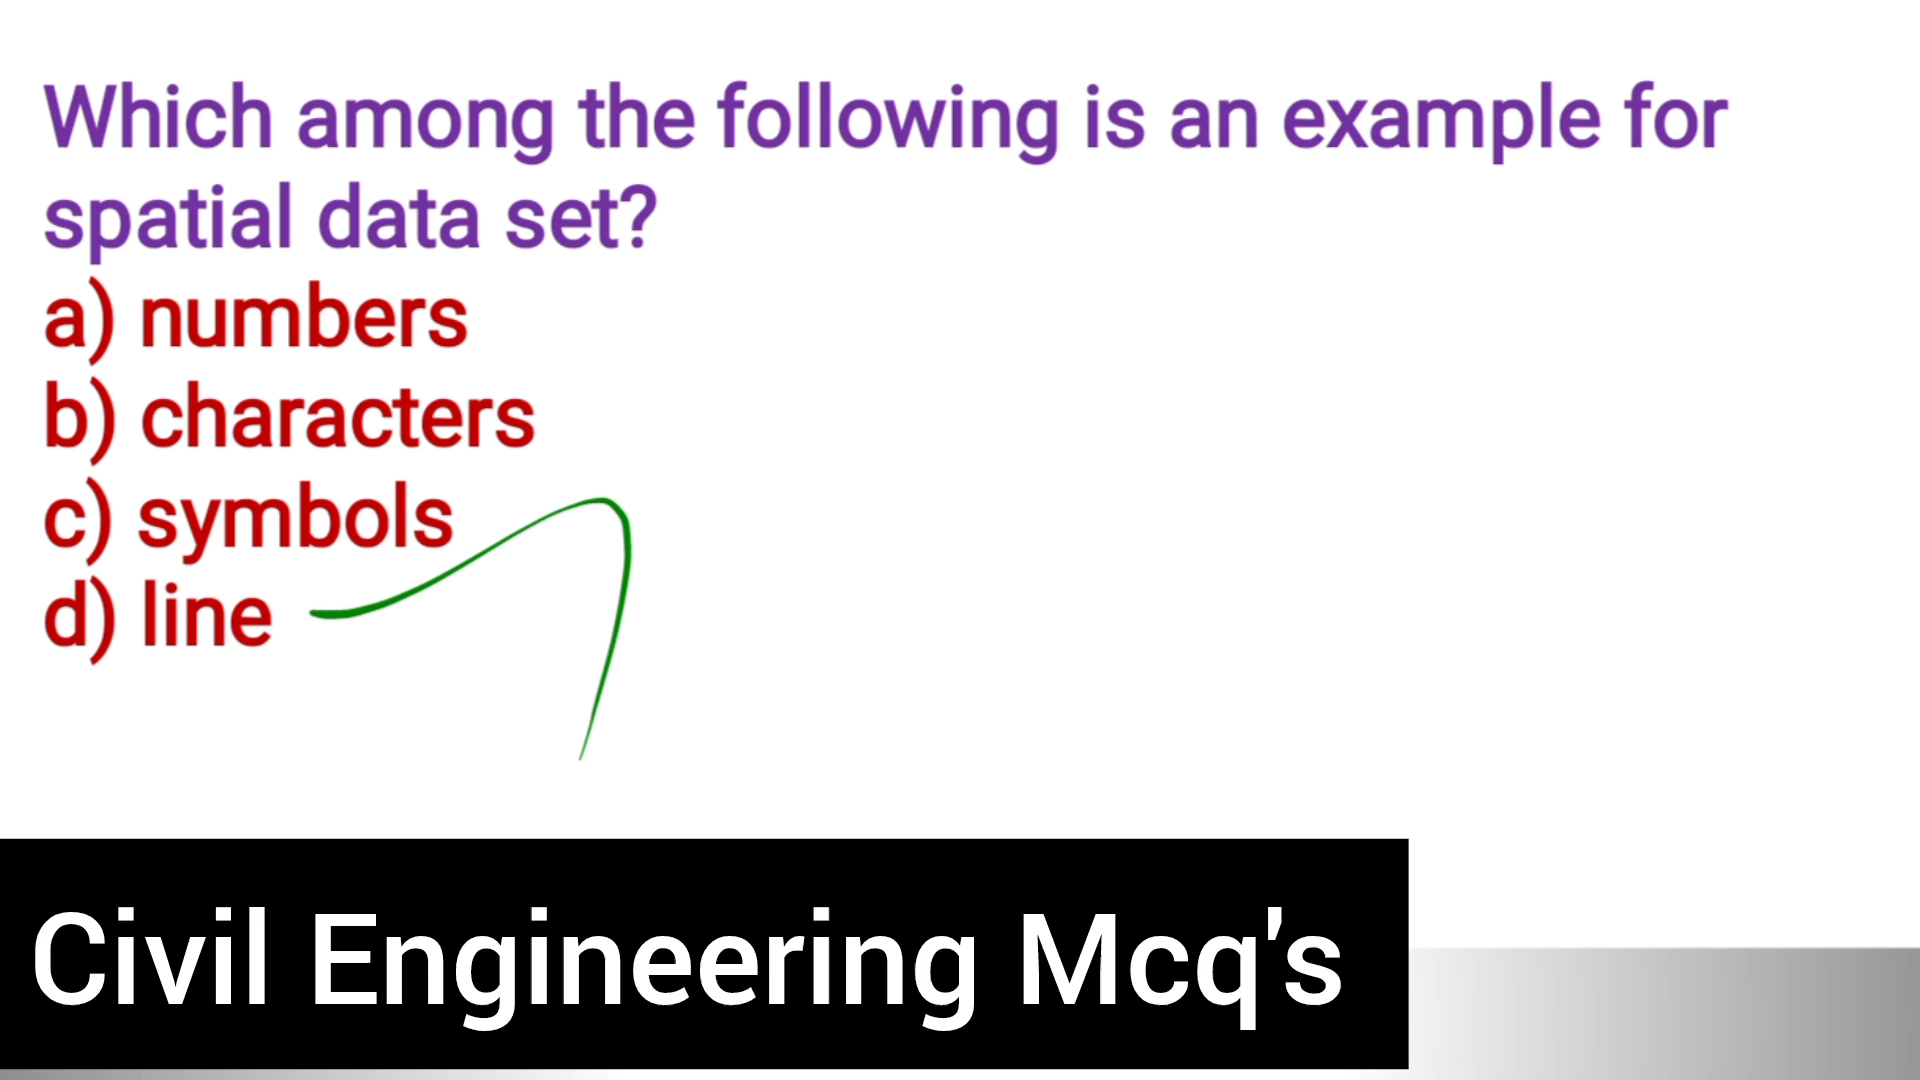 Which among the following is an example for
spatial data set?
a) numbers
b) characters
c) symbols
d) line
Civil Engineering Mcq's